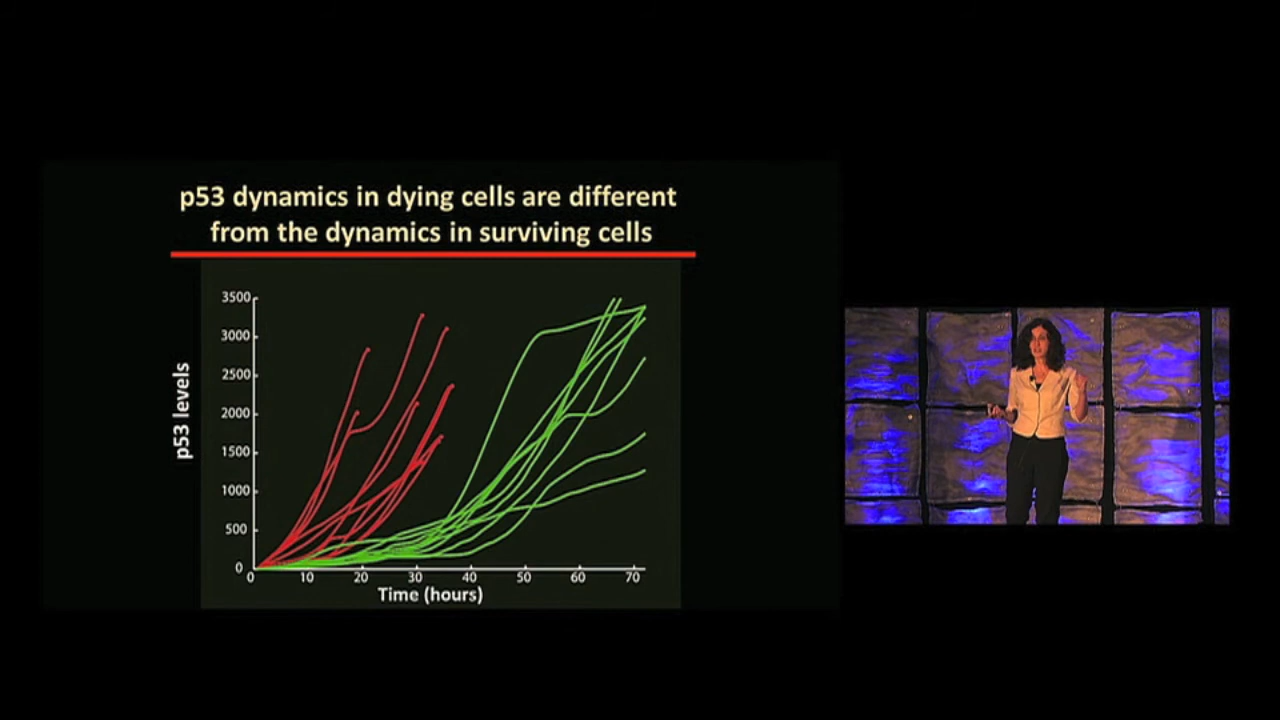 p53 dynamics in dying cells are different
from the dynamics in surviving cells
3500
3000
2500
2000
1500
1000
500
0
p53 levels
0 10 20 30 40 50 60 70
Time (hours)